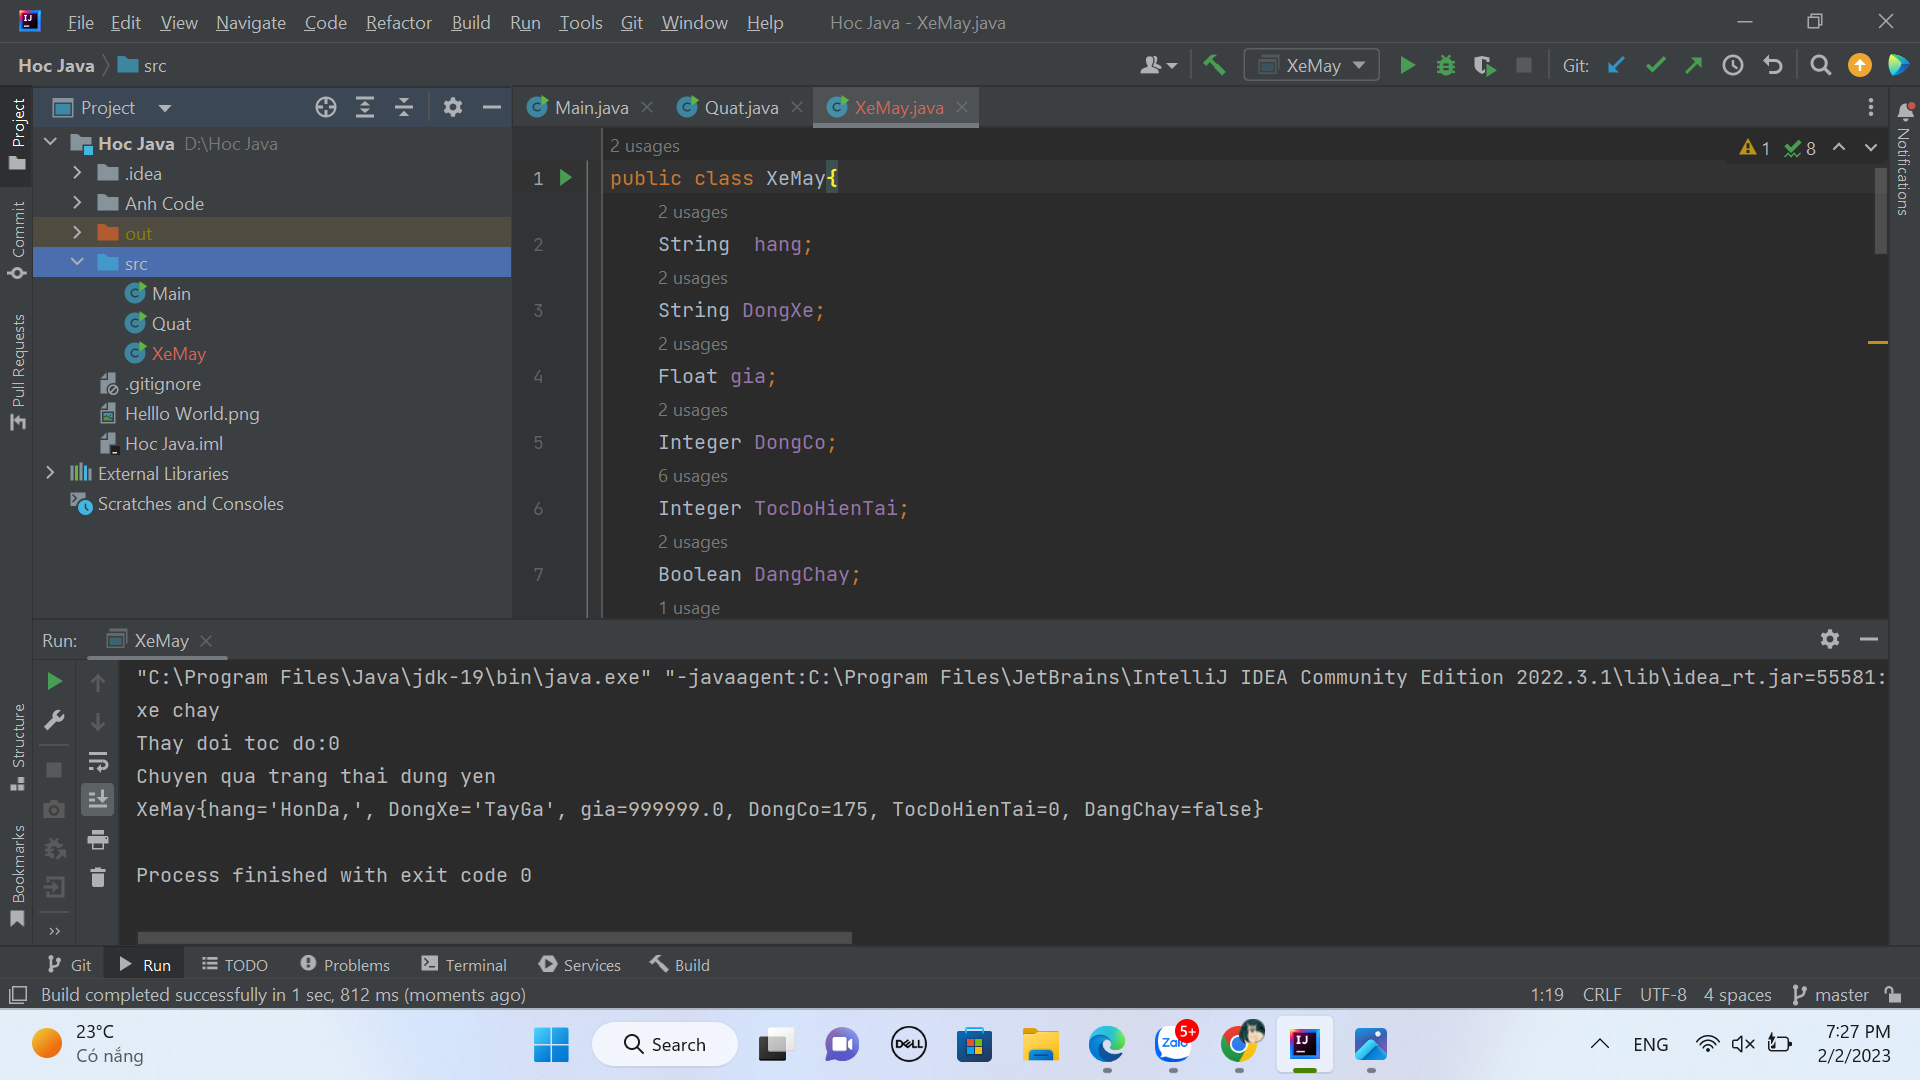 File Edit View Navigate Code Refactor Build Run Tools Git Window Help Hoc Java - XeMay.java
Hoc Java src XeMay Git:
Project
Main.java Quat.java XeMay.java
Hoc Java D:\Hoc Java
.idea
Anh Code
out
src
Main
Quat
XeMay
.gitignore
Helllo World.png
Hoc Java.iml
External Libraries
Scratches and Consoles
Project
Commit
Pull Requests
Structure
Bookmarks
Notifications
1 8
2 usages
1 public class XeMay{
2 usages
2 String hang;
2 usages
3 String DongXe;
2 usages
4 Float gia;
2 usages
5 Integer DongCo;
6 usages
6 Integer TocDoHienTai;
2 usages
7 Boolean DangChay;
1 usage
Run: XeMay
"C:\Program Files\Java\jdk-19\bin\java.exe" "-javaagent:C:\Program Files\JetBrains\IntelliJ IDEA Community Edition 2022.3.1\lib\idea_rt.jar=55581:
xe chay
Thay doi toc do:0
Chuyen qua trang thai dung yen
XeMay{hang='HonDa,', DongXe='TayGa', gia=999999.0, DongCo=175, TocDoHienTai=0, DangChay=false}
Process finished with exit code 0
Git Run TODO Problems Terminal Services Build
Build completed successfully in 1 sec, 812 ms (moments ago) 1:19 CRLF UTF-8 4 spaces master
23°C
Có nắng
Search
DELL
Zalo
5+
IJ
ENG
7:27 PM
2/2/2023